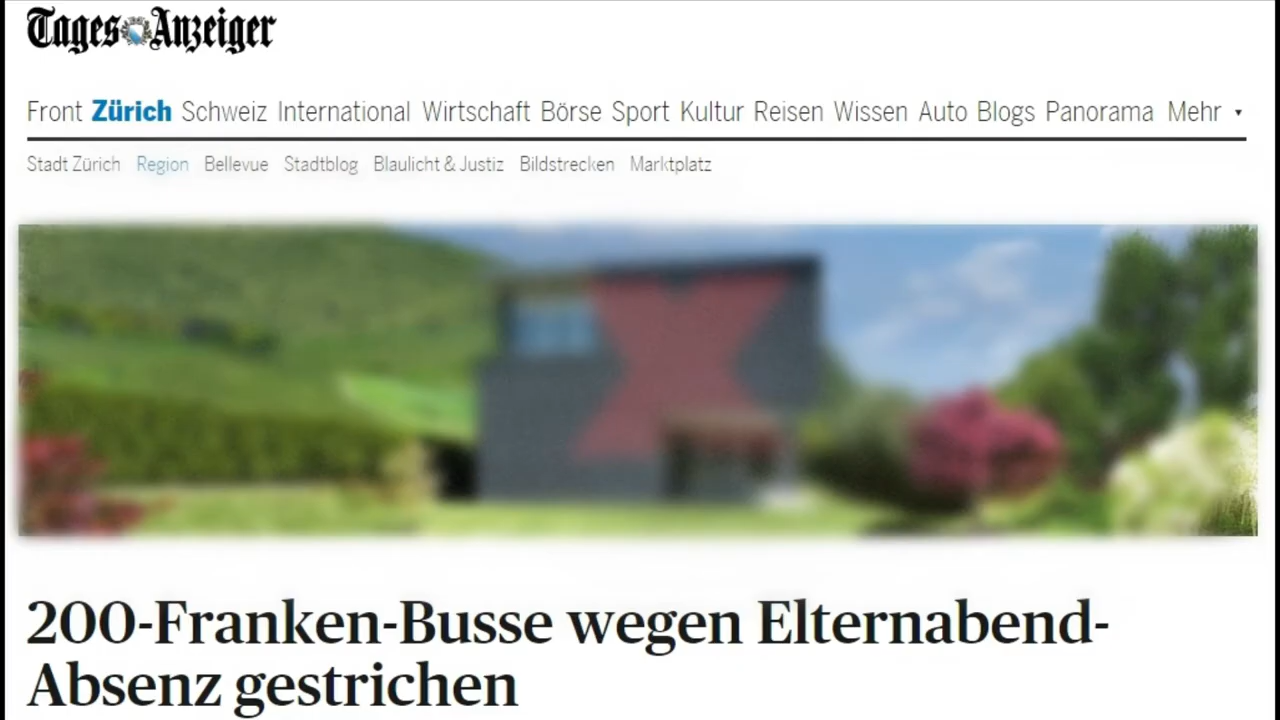 Tages Anzeiger
Front Zürich Schweiz International Wirtschaft Börse Sport Kultur Reisen Wissen Auto Blogs Panorama Mehr ▾
Stadt Zürich Region Bellevue Stadtblog Blaulicht & Justiz Bildstrecken Marktplatz
200-Franken-Busse wegen Elternabend-
Absenz gestrichen